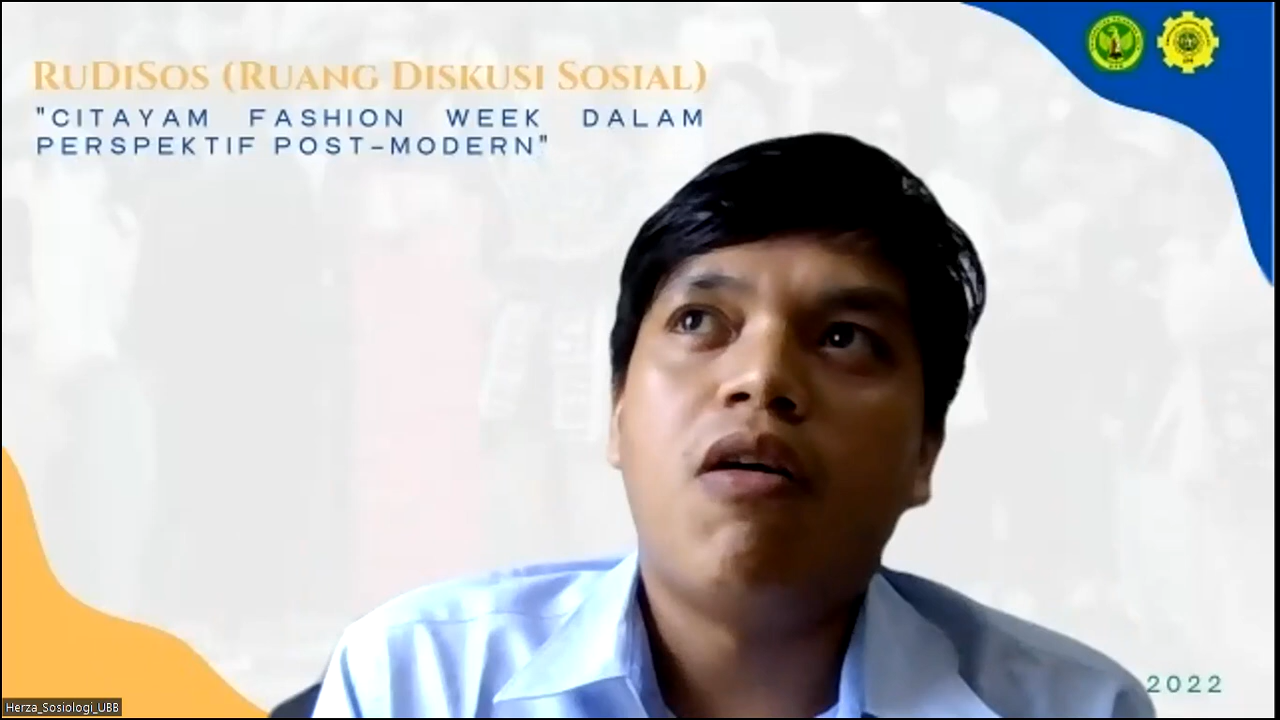 RuDiSos (Ruang Diskusi Sosial)
"CITAYAM FASHION WEEK DALAM
PERSPEKTIF POST-MODERN"
2022
Herza_Sosiologi_UBB